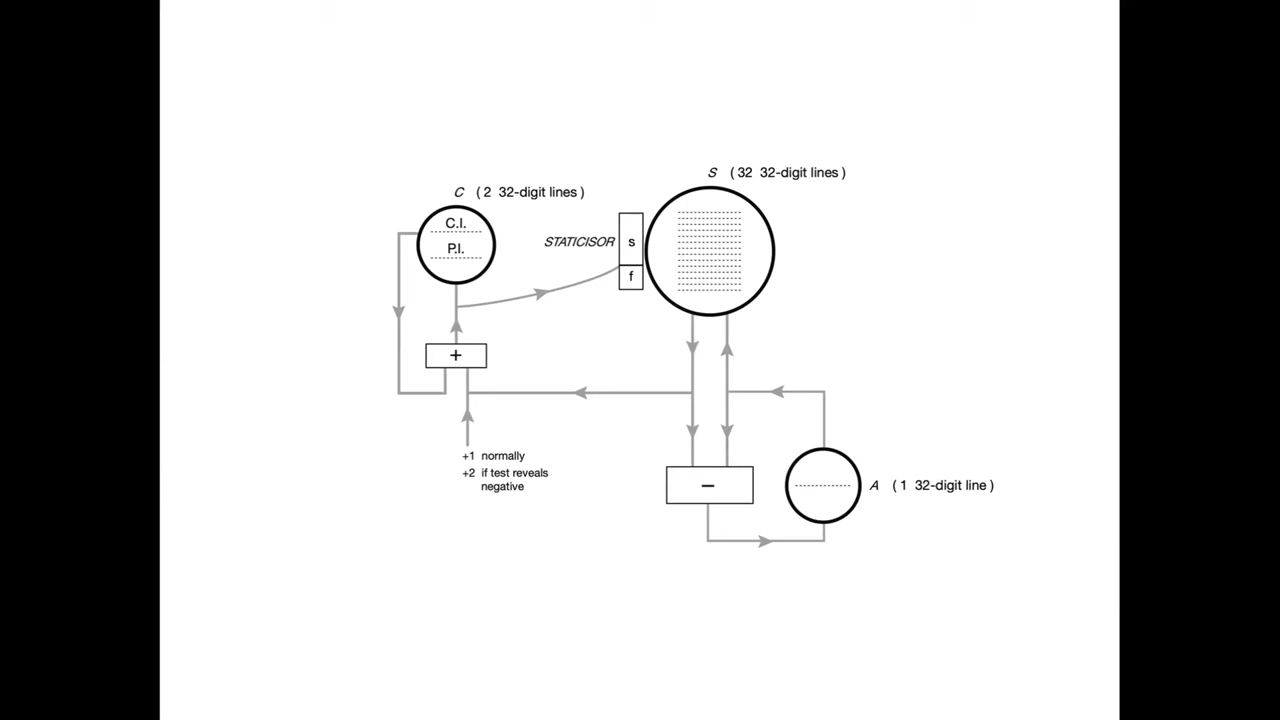 S ( 32 32-digit lines )
C ( 2 32-digit lines )
C.I.
P.I.
STATICISOR
s
f
+
+1 normally
+2 if test reveals
negative
–
A ( 1 32-digit line )